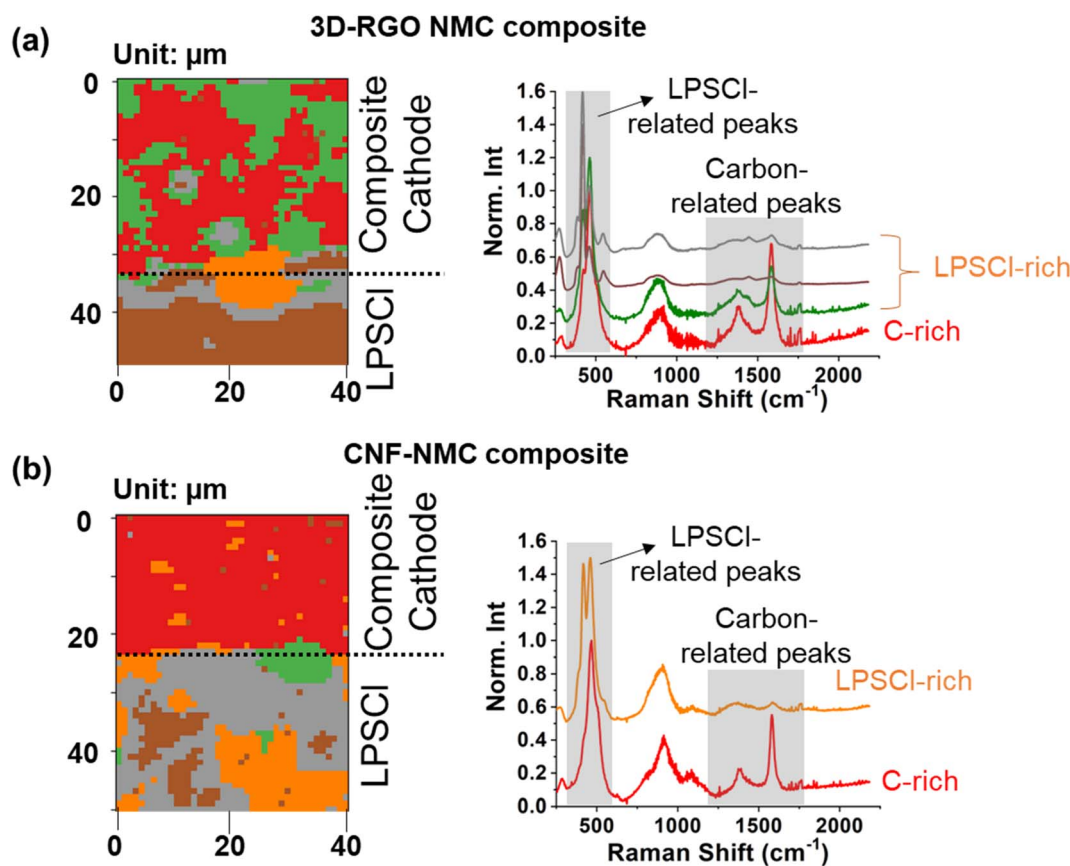 (a)
3D-RGO NMC composite
Unit: µm
0
20
40
0
20
40
Composite
Cathode
LPSCl
1.6
1.4
1.2
1.0
0.8
0.6
0.4
0.2
0.0
Norm. Int
500
1000
1500
2000
Raman Shift (cm⁻¹)
LPSCl-
related peaks
Carbon-
related peaks
LPSCl-rich
C-rich
(b)
CNF-NMC composite
Unit: µm
0
20
40
0
20
40
Composite
Cathode
LPSCl
1.6
1.4
1.2
1.0
0.8
0.6
0.4
0.2
0.0
Norm. Int
500
1000
1500
2000
Raman Shift (cm⁻¹)
LPSCl-
related peaks
Carbon-
related peaks
LPSCl-rich
C-rich